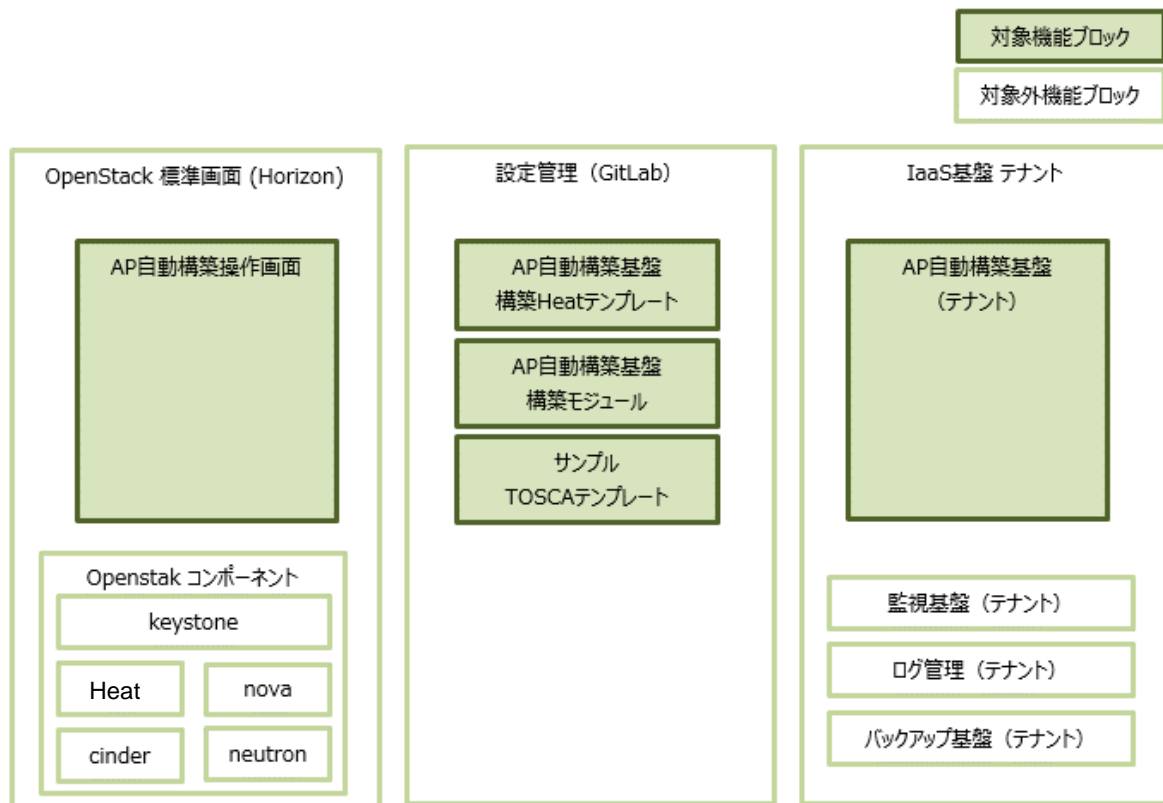 対象機能ブロック
対象外機能ブロック
OpenStack 標準画面 (Horizon)
AP自動構築操作画面
Openstak コンポーネント
keystone
Heat
nova
cinder
neutron
設定管理（GitLab）
AP自動構築基盤
構築Heatテンプレート
AP自動構築基盤
構築モジュール
サンプル
TOSCAテンプレート
IaaS基盤 テナント
AP自動構築基盤
（テナント）
監視基盤（テナント）
ログ管理（テナント）
バックアップ基盤（テナント）